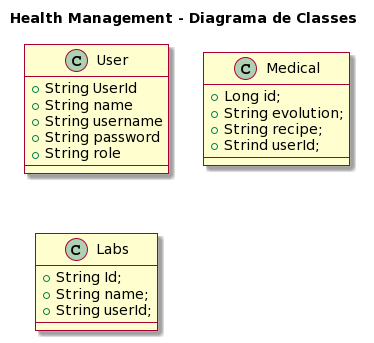 Health Management - Diagrama de Classes
C User
String UserId
String name
String username
String password
String role
C Medical
Long id;
String evolution;
String recipe;
Strind userId;
C Labs
String Id;
String name;
String userId;